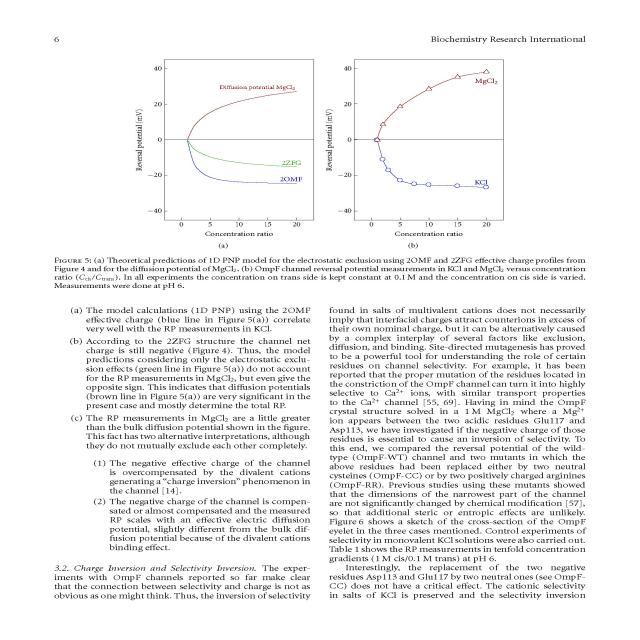 6
Biochemistry Research International
40
20
0
−20
−40
Reversal potential (mV)
Diffusion potential MgCl2
2ZFG
2OMF
0 5 10 15 20
Concentration ratio
(a)
40
20
0
−20
−40
Reversal potential (mV)
MgCl2
KCl
0 5 10 15 20
Concentration ratio
(b)
Figure 5: (a) Theoretical predictions of 1D PNP model for the electrostatic exclusion using 2OMF and 2ZFG effective charge profiles from
Figure 4 and for the diffusion potential of MgCl2. (b) OmpF channel reversal potential measurements in KCl and MgCl2 versus concentration
ratio (Ccis/Ctrans). In all experiments the concentration on trans side is kept constant at 0.1 M and the concentration on cis side is varied.
Measurements were done at pH 6.
(a) The model calculations (1D PNP) using the 2OMF
effective charge (blue line in Figure 5(a)) correlate
very well with the RP measurements in KCl.
(b) According to the 2ZFG structure the channel net
charge is still negative (Figure 4). Thus, the model
predictions considering only the electrostatic exclu-
sion effects (green line in Figure 5(a)) do not account
for the RP measurements in MgCl2, but even give the
opposite sign. This indicates that diffusion potentials
(brown line in Figure 5(a)) are very significant in the
present case and mostly determine the total RP.
(c) The RP measurements in MgCl2 are a little greater
than the bulk diffusion potential shown in the figure.
This fact has two alternative interpretations, although
they do not mutually exclude each other completely.
(1) The negative effective charge of the channel
is overcompensated by the divalent cations
generating a “charge inversion” phenomenon in
the channel [14].
(2) The negative charge of the channel is compen-
sated or almost compensated and the measured
RP scales with an effective electric diffusion
potential, slightly different from the bulk dif-
fusion potential because of the divalent cations
binding effect.
3.2. Charge Inversion and Selectivity Inversion. The exper-
iments with OmpF channels reported so far make clear
that the connection between selectivity and charge is not as
obvious as one might think. Thus, the inversion of selectivity
found in salts of multivalent cations does not necessarily
imply that interfacial charges attract counterions in excess of
their own nominal charge, but it can be alternatively caused
by a complex interplay of several factors like exclusion,
diffusion, and binding. Site-directed mutagenesis has proved
to be a powerful tool for understanding the role of certain
residues on channel selectivity. For example, it has been
reported that the proper mutation of the residues located in
the constriction of the OmpF channel can turn it into highly
selective to Ca2+ ions, with similar transport properties
to the Ca2+ channel [55, 69]. Having in mind the OmpF
crystal structure solved in a 1 M MgCl2 where a Mg2+
ion appears between the two acidic residues Glu117 and
Asp113, we have investigated if the negative charge of those
residues is essential to cause an inversion of selectivity. To
this end, we compared the reversal potential of the wild-
type (OmpF-WT) channel and two mutants in which the
above residues had been replaced either by two neutral
cysteines (OmpF-CC) or by two positively charged arginines
(OmpF-RR). Previous studies using these mutants showed
that the dimensions of the narrowest part of the channel
are not significantly changed by chemical modification [57],
so that additional steric or entropic effects are unlikely.
Figure 6 shows a sketch of the cross-section of the OmpF
eyelet in the three cases mentioned. Control experiments of
selectivity in monovalent KCl solutions were also carried out.
Table 1 shows the RP measurements in tenfold concentration
gradients (1 M cis/0.1 M trans) at pH 6.
Interestingly, the replacement of the two negative
residues Asp113 and Glu117 by two neutral ones (see OmpF-
CC) does not have a critical effect. The cationic selectivity
in salts of KCl is preserved and the selectivity inversion